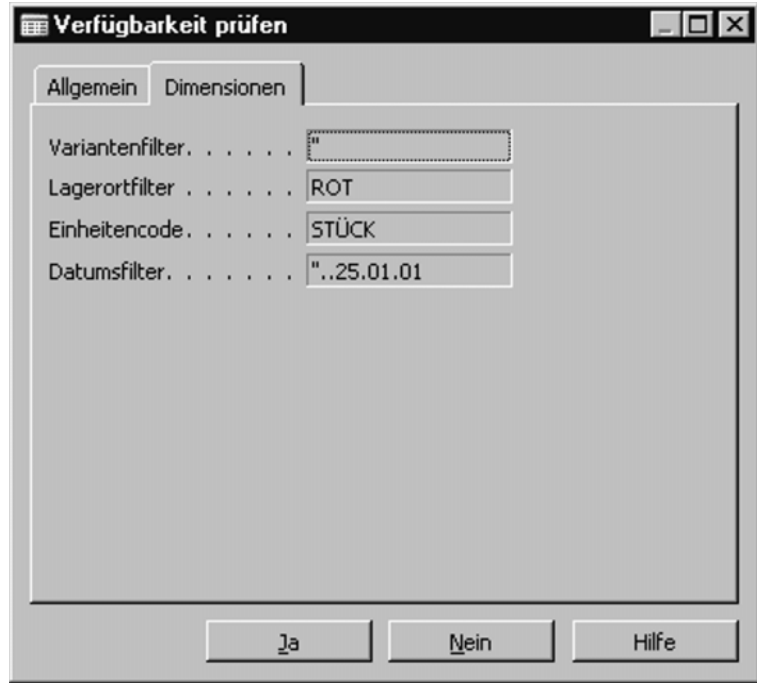 Verfügbarkeit prüfen
Allgemein Dimensionen
Variantenfilter. . . . . . "
Lagerortfilter . . . . . . ROT
Einheitencode. . . . . . STÜCK
Datumsfilter. . . . . . . "..25.01.01
Ja Nein Hilfe